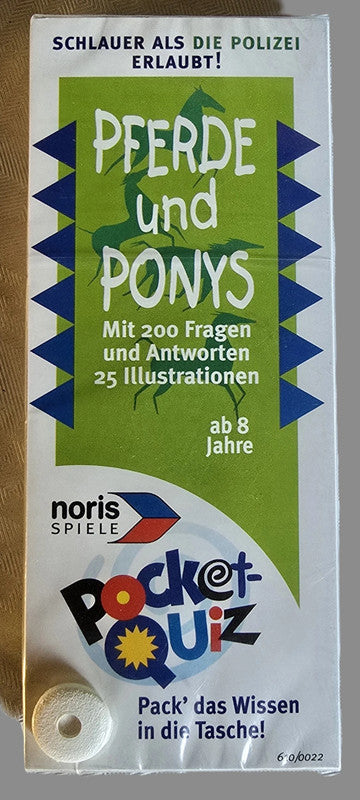 SCHLAUER ALS DIE POLIZEI
ERLAUBT!
PFERDE
und
PONYS
Mit 200 Fragen
und Antworten
25 Illustrationen
ab 8
Jahre
noris
SPIELE
Pocket-
QUiZ
Pack' das Wissen
in die Tasche!